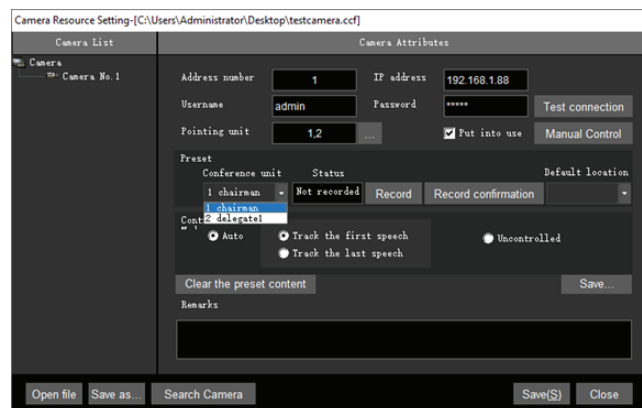 Camera Resource Setting-[C:\Users\Administrator\Desktop\testcamera.ccf]
Camera List
Camera Attributes
Camera
Camera No.1
Address number 1 IP address 192.168.1.88
Username admin Password ***** Test connection
Pointing unit 1,2 ... Put into use Manual Control
Preset
Conference unit Status Default location
1 chairman Not recorded Record Record confirmation
1 chairman
2 delegate1
Auto Track the first speech Uncontrolled
Track the last speech
Clear the preset content Save...
Remarks
Open file Save as... Search Camera Save(S) Close